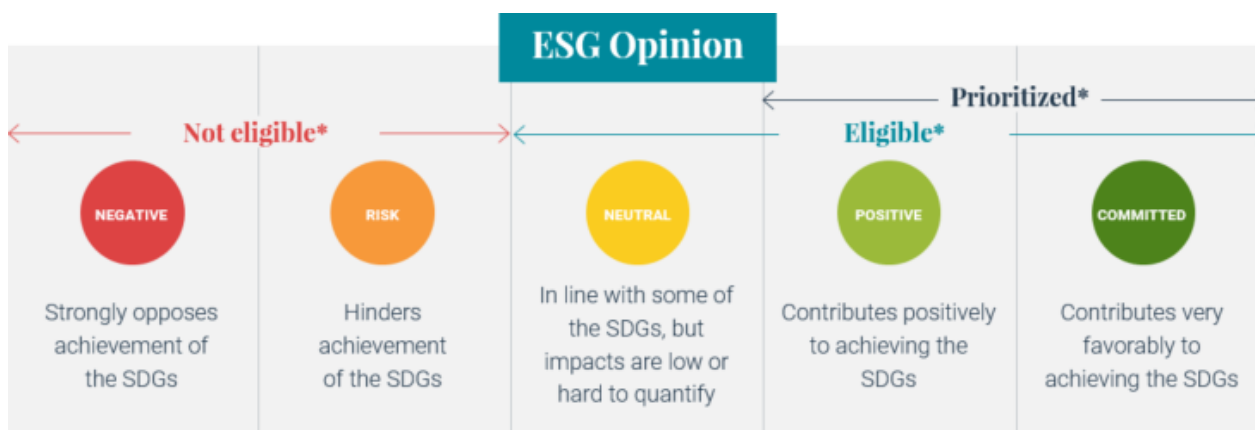 ESG Opinion
Prioritized*
Not eligible*
Eligible*
NEGATIVE
RISK
NEUTRAL
POSITIVE
COMMITTED
Strongly opposes
achievement of
the SDGs
Hinders
achievement
of the SDGs
In line with some of
the SDGs, but
impacts are low or
hard to quantify
Contributes positively
to achieving the
SDGs
Contributes very
favorably to
achieving the SDGs